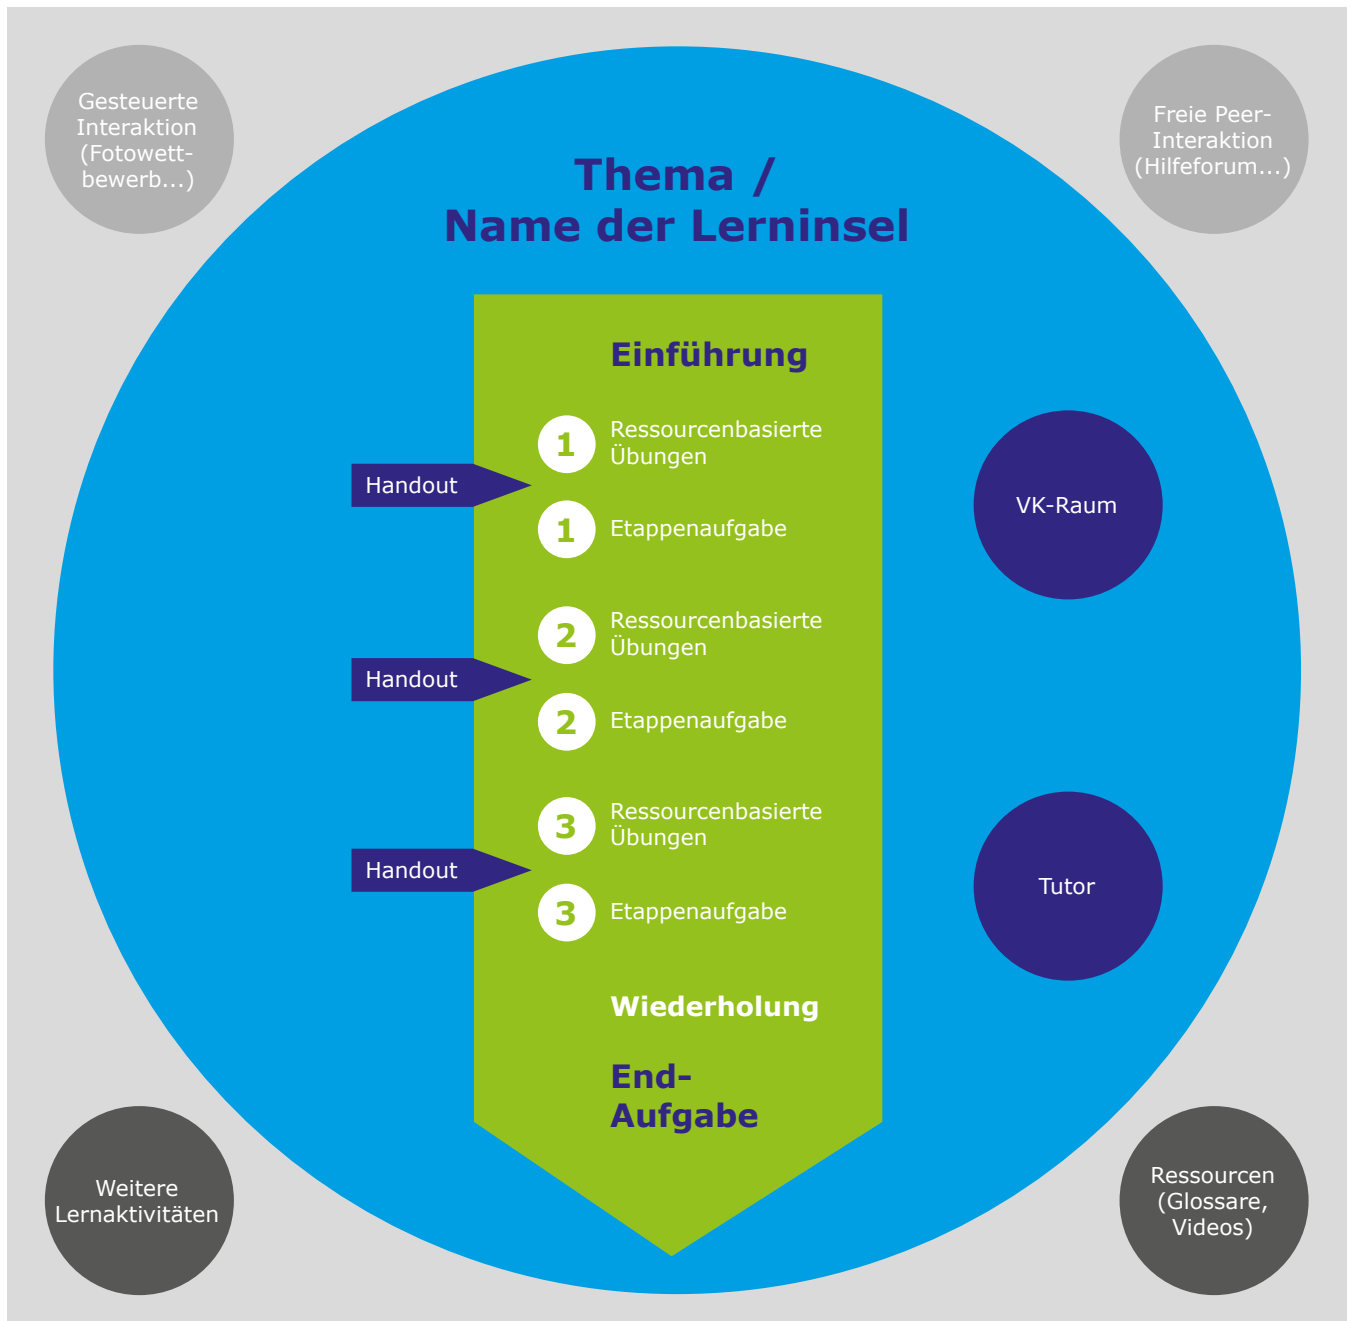 Gesteuerte
Interaktion
(Fotowett-
bewerb...)
Freie Peer-
Interaktion
(Hilfeforum...)
Thema /
Name der Lerninsel
Einführung
1
Ressourcenbasierte
Übungen
Handout
1
Etappenaufgabe
VK-Raum
2
Ressourcenbasierte
Übungen
Handout
2
Etappenaufgabe
3
Ressourcenbasierte
Übungen
Handout
3
Etappenaufgabe
Tutor
Wiederholung
End-
Aufgabe
Weitere
Lernaktivitäten
Ressourcen
(Glossare,
Videos)